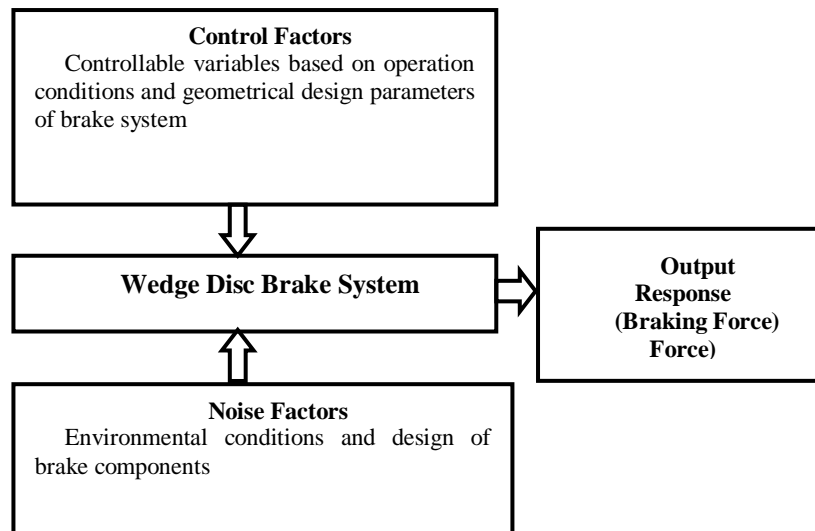 Control Factors
Controllable variables based on operation
conditions and geometrical design parameters
of brake system
Wedge Disc Brake System
Output
Response
(Braking Force)
Force)
Noise Factors
Environmental conditions and design of
brake components